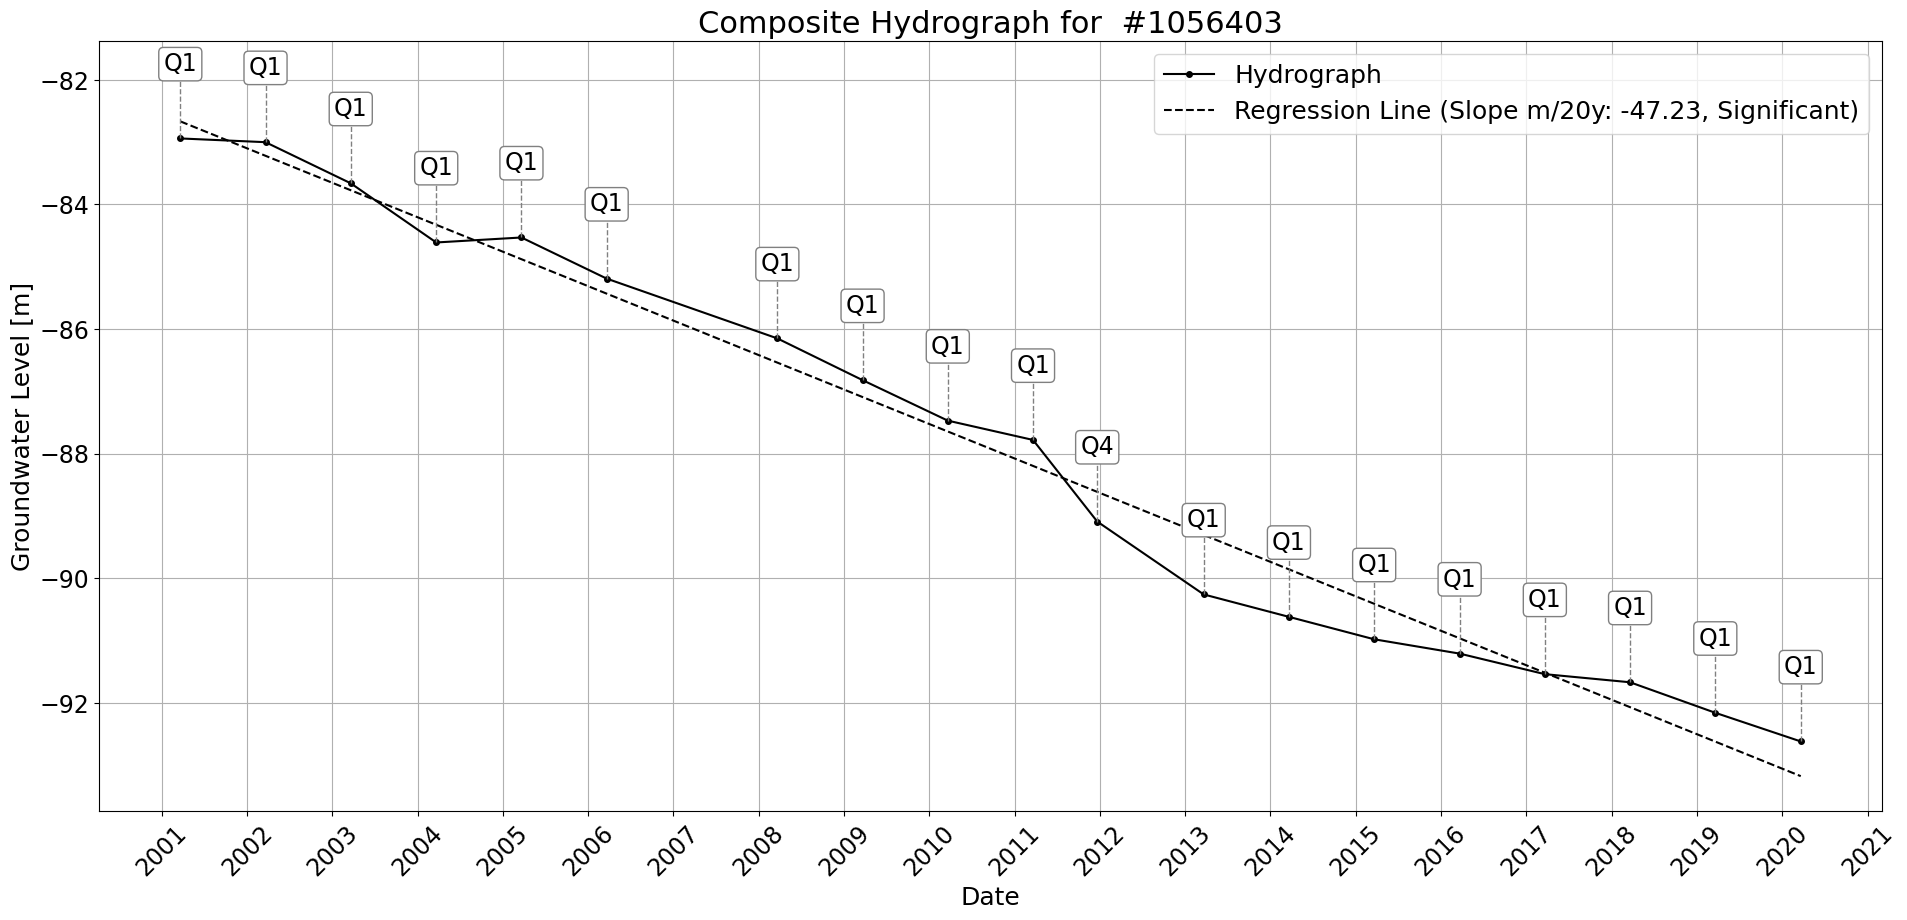 Composite Hydrograph for  #1056403
Hydrograph
Regression Line (Slope m/20y: -47.23, Significant)
Q1
Q1
Q1
Q1
Q1
Q1
Q1
Q1
Q1
Q1
Q4
Q1
Q1
Q1
Q1
Q1
Q1
Q1
Q1
Groundwater Level [m]
−82
−84
−86
−88
−90
−92
2001
2002
2003
2004
2005
2006
2007
2008
2009
2010
2011
2012
2013
2014
2015
2016
2017
2018
2019
2020
2021
Date